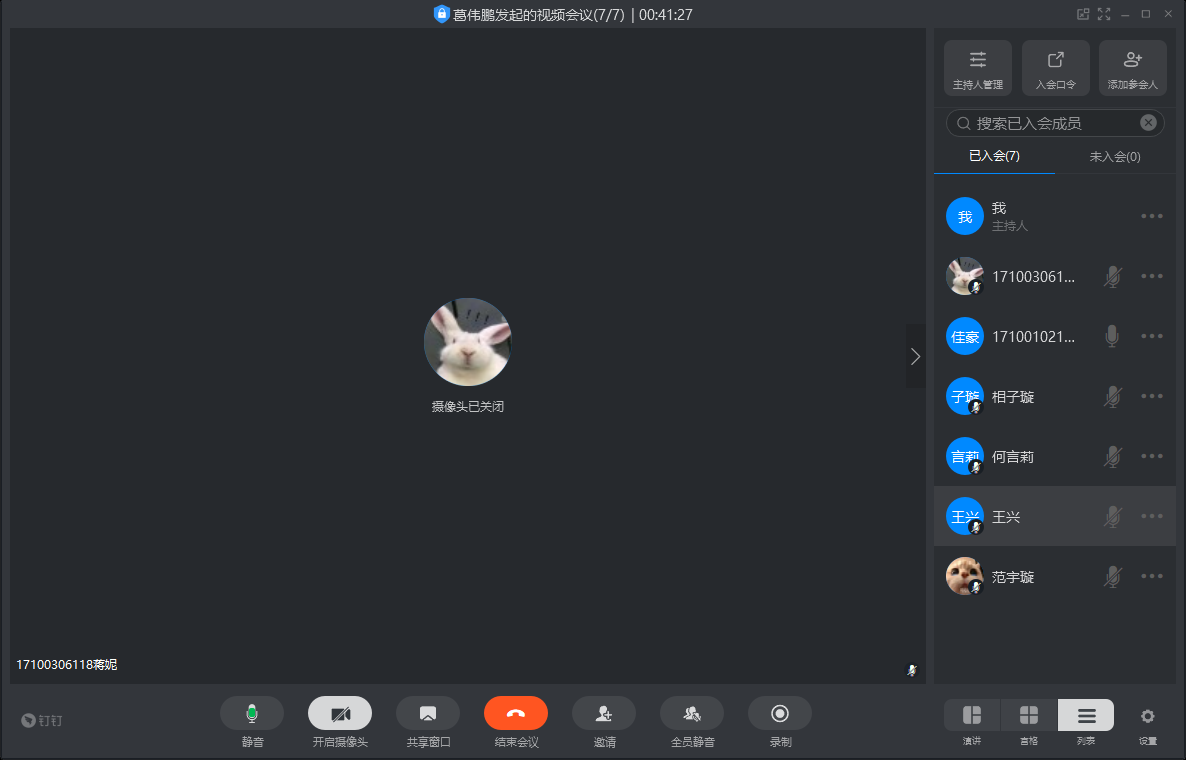 葛伟鹏发起的视频会议(7/7) | 00:41:27
主持人管理
入会口令
添加参会人
搜索已入会成员
已入会(7)
未入会(0)
我
我
主持人
171003061...
佳豪
171001021...
子璇
相子璇
言莉
何言莉
王兴
王兴
范宇璇
摄像头已关闭
17100306118蒋妮
钉钉
静音
开启摄像头
共享窗口
结束会议
邀请
全员静音
录制
演讲
宫格
列表
设置